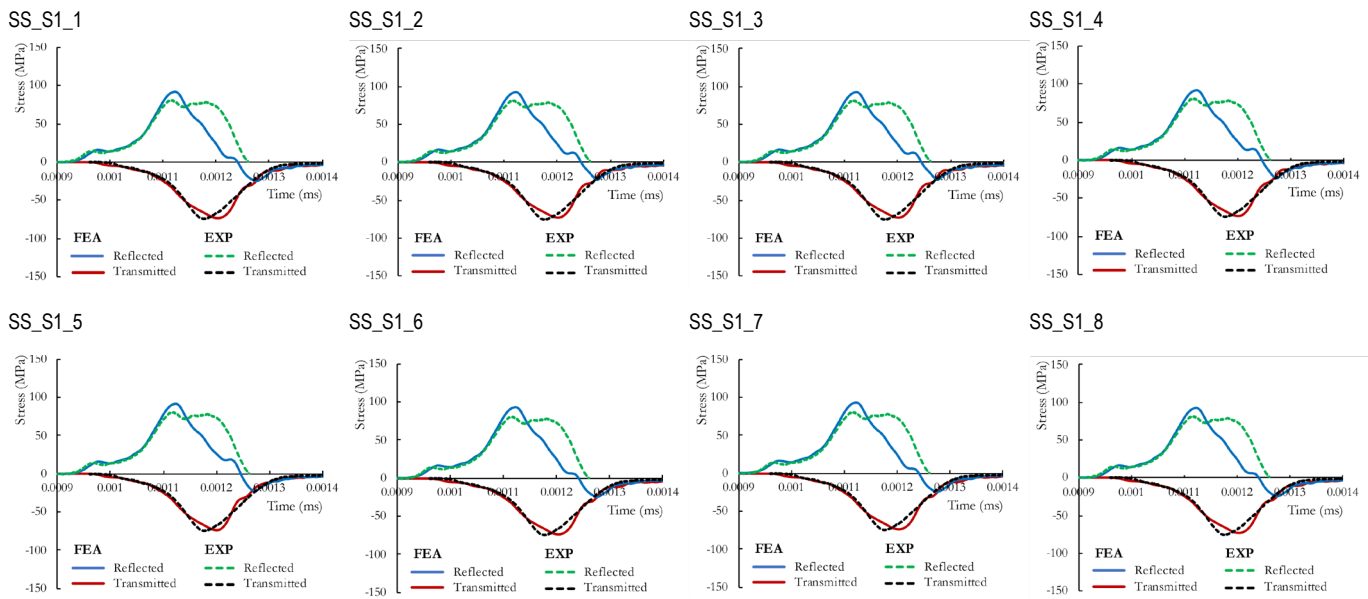 SS_S1_1
SS_S1_2
SS_S1_3
SS_S1_4
Stress (MPa)
150
100
50
0
-50
-100
-150
0.0009
0.001
0.0011
0.0012
0.0013
0.0014
Time (ms)
FEA
EXP
Reflected
Reflected
Transmitted
Transmitted
Stress (MPa)
150
100
50
0
-50
-100
-150
0.0009
0.001
0.0011
0.0012
0.0013
0.0014
Time (ms)
FEA
EXP
Reflected
Reflected
Transmitted
Transmitted
Stress (MPa)
150
100
50
0
-50
-100
-150
0.0009
0.001
0.0011
0.0012
0.0013
0.0014
Time (ms)
FEA
EXP
Reflected
Reflected
Transmitted
Transmitted
Stress (MPa)
150
100
50
0
-50
-100
-150
0.0009
0.001
0.0011
0.0012
0.0013
0.0014
Time (ms)
FEA
EXP
Reflected
Reflected
Transmitted
Transmitted
SS_S1_5
SS_S1_6
SS_S1_7
SS_S1_8
Stress (MPa)
150
100
50
0
-50
-100
-150
0.0009
0.001
0.0011
0.0012
0.0013
0.0014
Time (ms)
FEA
EXP
Reflected
Reflected
Transmitted
Transmitted
Stress (MPa)
150
100
50
0
-50
-100
-150
0.0009
0.001
0.0011
0.0012
0.0013
0.0014
Time (ms)
FEA
EXP
Reflected
Reflected
Transmitted
Transmitted
Stress (MPa)
150
100
50
0
-50
-100
-150
0.0009
0.001
0.0011
0.0012
0.0013
0.0014
Time (ms)
FEA
EXP
Reflected
Reflected
Transmitted
Transmitted
Stress (MPa)
150
100
50
0
-50
-100
-150
0.0009
0.001
0.0011
0.0012
0.0013
0.0014
Time (ms)
FEA
EXP
Reflected
Reflected
Transmitted
Transmitted